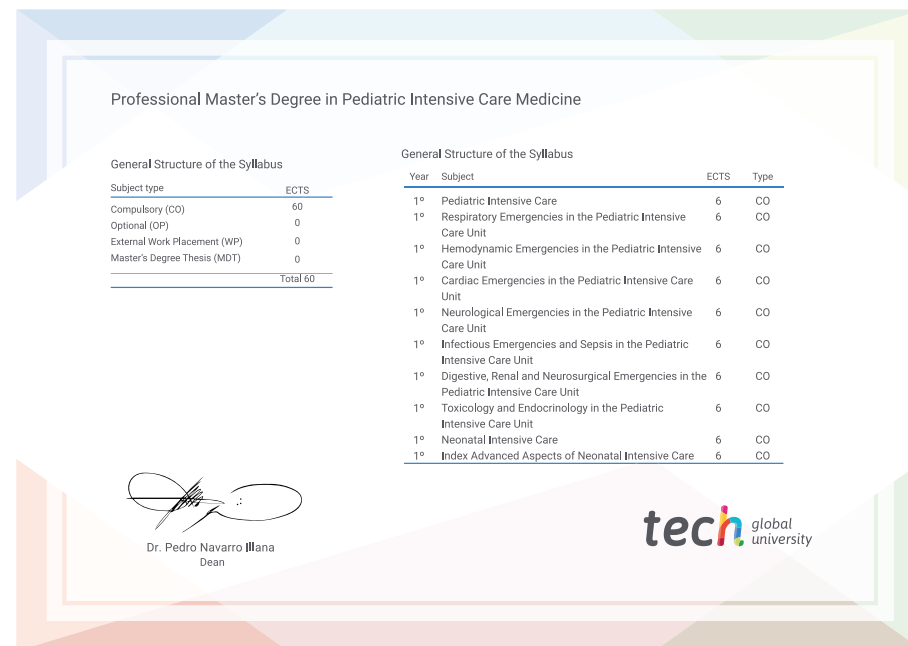 Professional Master's Degree in Pediatric Intensive Care Medicine
General Structure of the Syllabus
Subject type ECTS
Compulsory (CO) 60
Optional (OP) 0
External Work Placement (WP) 0
Master's Degree Thesis (MDT) 0
Total 60
General Structure of the Syllabus
Year Subject ECTS Type
1º Pediatric Intensive Care 6 CO
1º Respiratory Emergencies in the Pediatric Intensive 6 CO
Care Unit
1º Hemodynamic Emergencies in the Pediatric Intensive 6 CO
Care Unit
1º Cardiac Emergencies in the Pediatric Intensive Care 6 CO
Unit
1º Neurological Emergencies in the Pediatric Intensive 6 CO
Care Unit
1º Infectious Emergencies and Sepsis in the Pediatric 6 CO
Intensive Care Unit
1º Digestive, Renal and Neurosurgical Emergencies in the 6 CO
Pediatric Intensive Care Unit
1º Toxicology and Endocrinology in the Pediatric 6 CO
Intensive Care Unit
1º Neonatal Intensive Care 6 CO
1º Index Advanced Aspects of Neonatal Intensive Care 6 CO
Dr. Pedro Navarro Illana
Dean
tech global
university